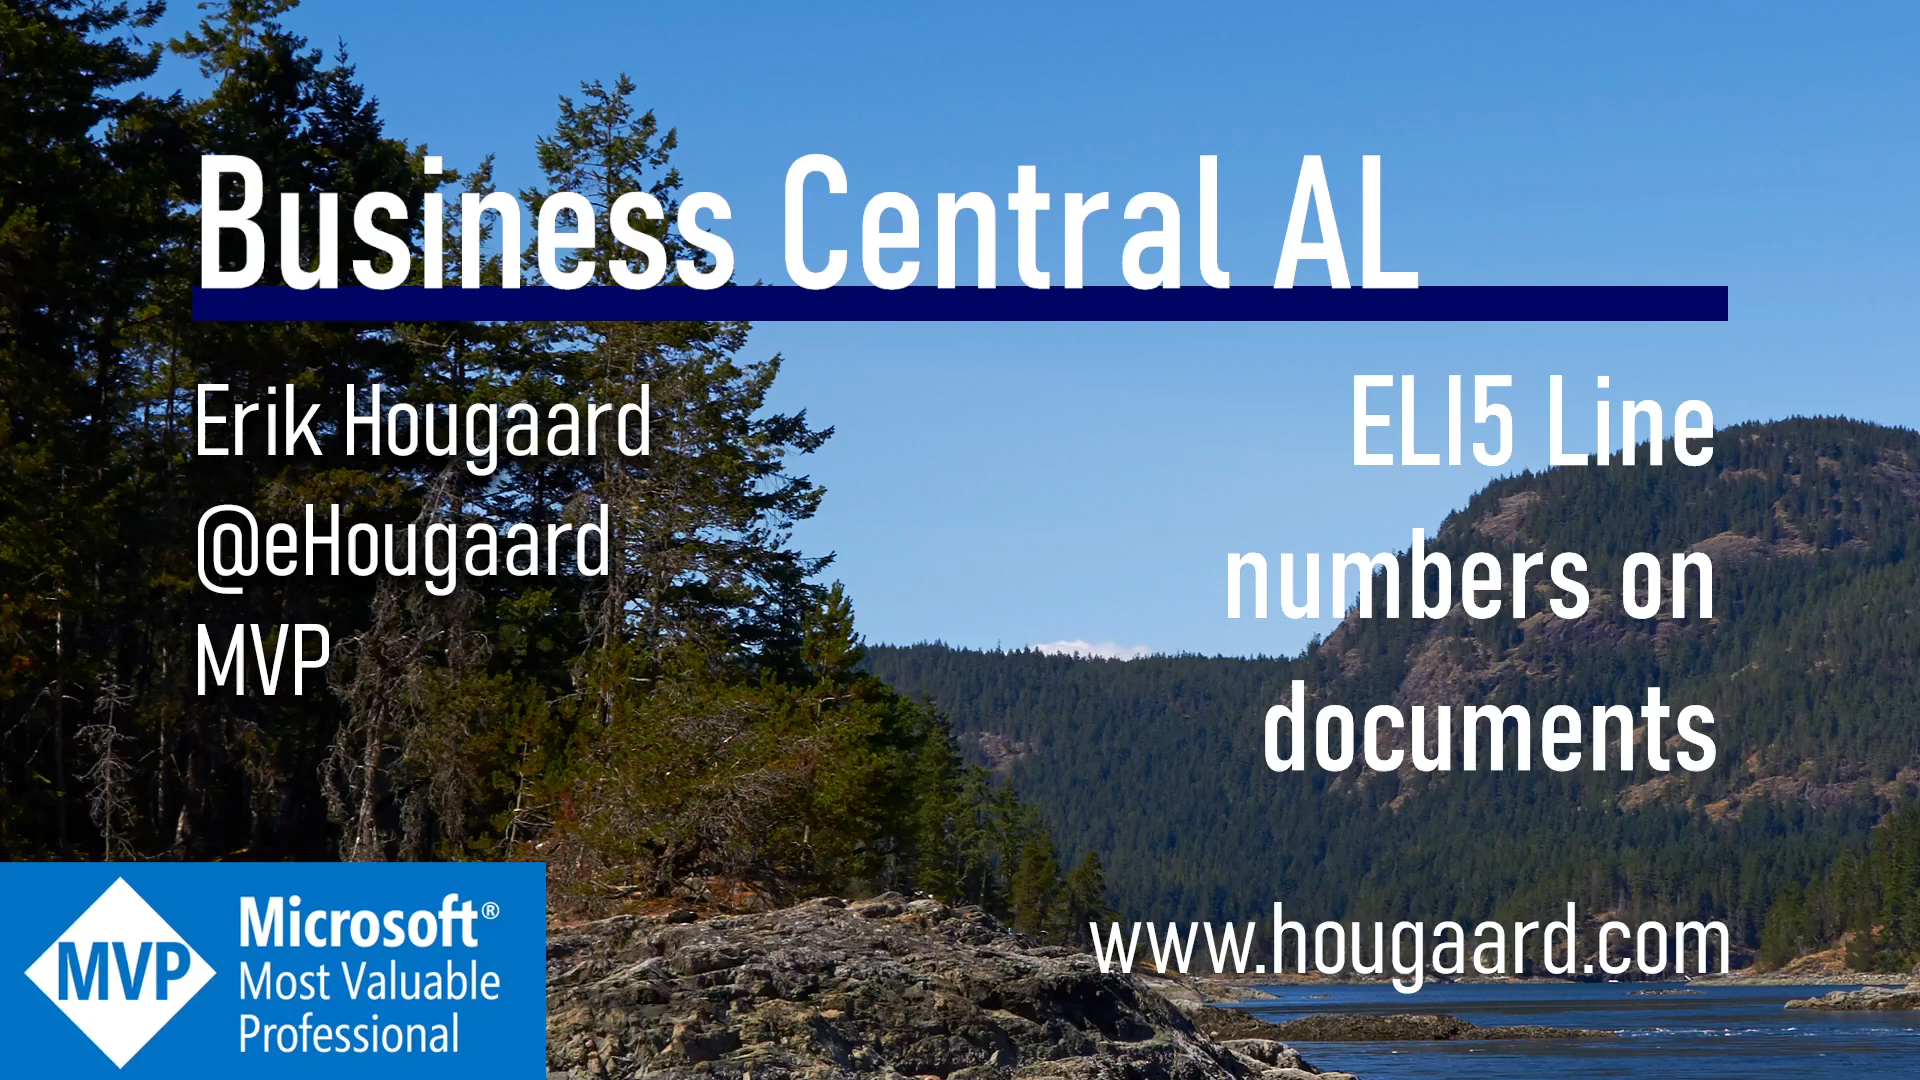 Business Central AL
Erik Hougaard
@eHougaard
MVP
ELI5 Line
numbers on
documents
www.hougaard.com
MVP
Microsoft®
Most Valuable
Professional